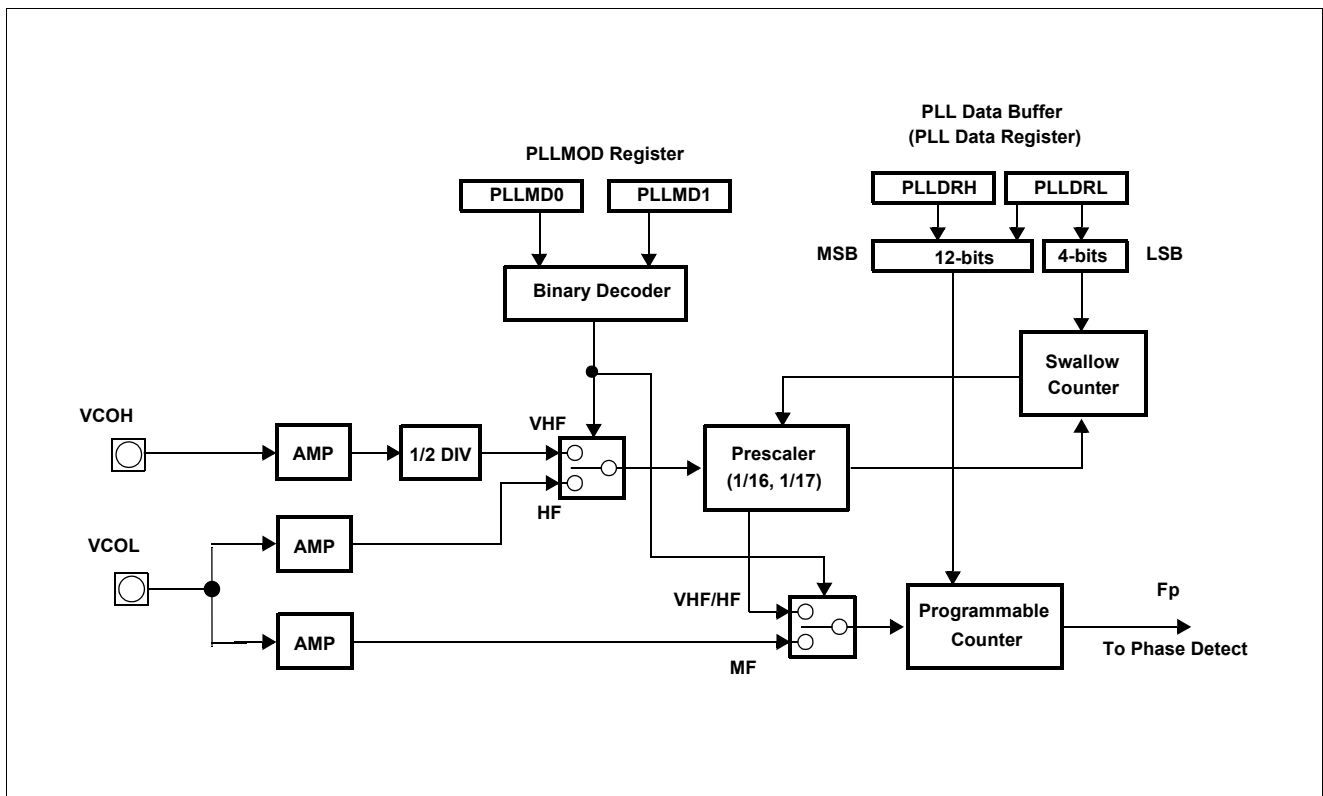 PLL Data Buffer
(PLL Data Register)
PLLMOD Register
PLLMD0
PLLMD1
PLLDRH
PLLDRL
MSB
12-bits
4-bits
LSB
Binary Decoder
Swallow
Counter
VCOH
AMP
1/2 DIV
VHF
Prescaler
(1/16, 1/17)
HF
VCOL
AMP
VHF/HF
Programmable
Counter
Fp
To Phase Detect
AMP
MF